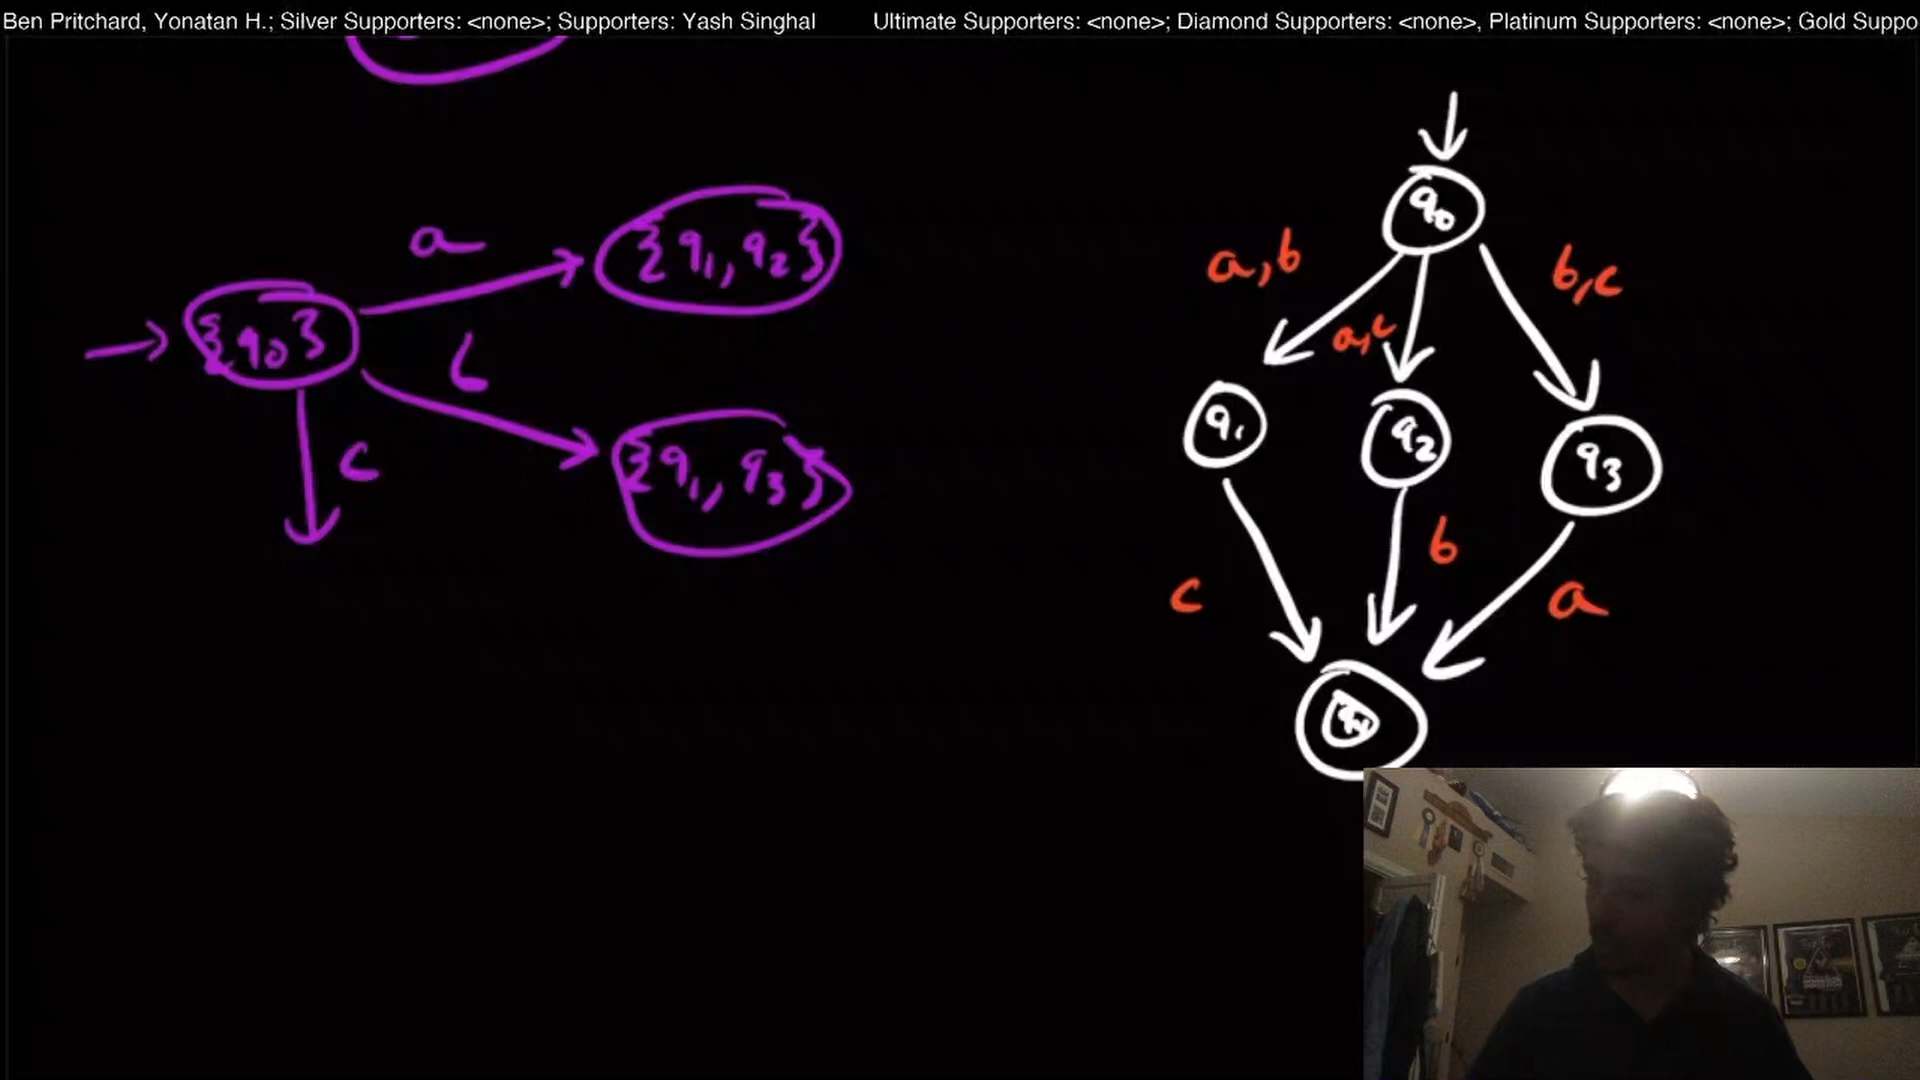 Ben Pritchard, Yonatan H.; Silver Supporters: <none>; Supporters: Yash Singhal Ultimate Supporters: <none>; Diamond Supporters: <none>, Platinum Supporters: <none>; Gold Suppo
a
{q1, q2}
{q0}
b
c
{q1, q3}
q0
a,b
b,c
a,c
q1
q2
q3
c
b
a
q4